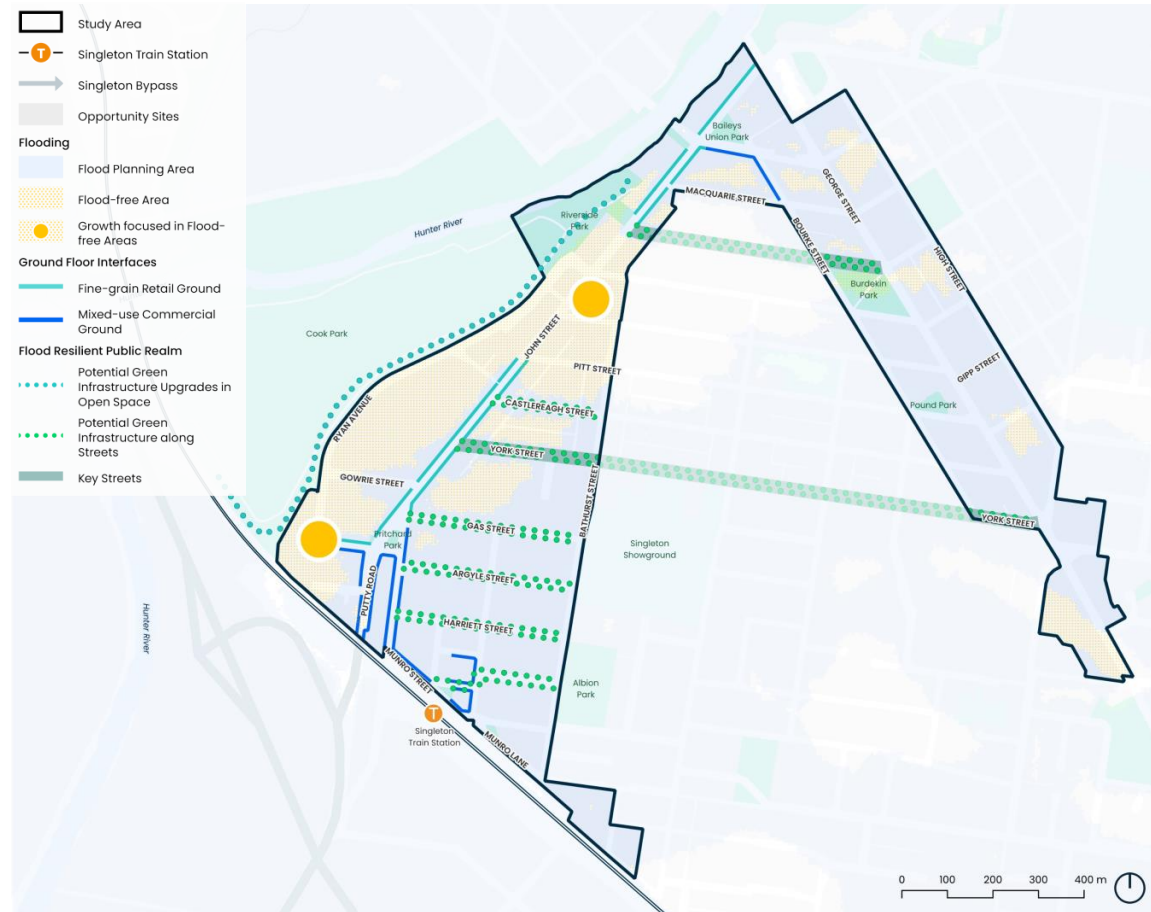 Study Area
T
Singleton Train Station
Singleton Bypass
Opportunity Sites
Flooding
Flood Planning Area
Flood-free Area
Growth focused in Flood-
free Areas
Ground Floor Interfaces
Fine-grain Retail Ground
Mixed-use Commercial
Ground
Flood Resilient Public Realm
Potential Green
Infrastructure Upgrades in
Open Space
Potential Green
Infrastructure along
Streets
Key Streets
Baileys
Union Park
GEORGE STREET
MACQUARIE STREET
Riverside
Park
Hunter River
BOURKE STREET
HIGH STREET
Burdekin
Park
Cook Park
JOHN STREET
PITT STREET
GIPP STREET
CASTLEREAGH STREET
Pound Park
RYAN AVENUE
YORK STREET
GOWRIE STREET
BATHURST STREET
YORK STREET
GAS STREET
Pritchard
Park
Singleton
Showground
ARGYLE STREET
PUTTY ROAD
Hunter River
HARRIETT STREET
MUNRO STREET
Albion
Park
T
Singleton
Train Station
MUNRO LANE
0 100 200 300 400 m